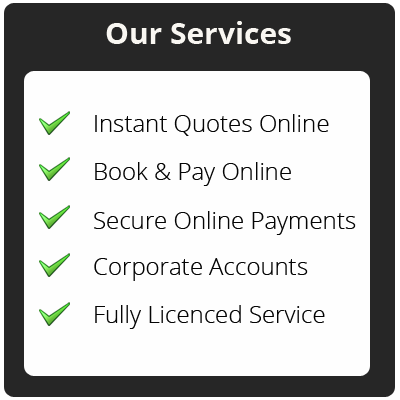 Our Services
Instant Quotes Online
Book & Pay Online
Secure Online Payments
Corporate Accounts
Fully Licenced Service